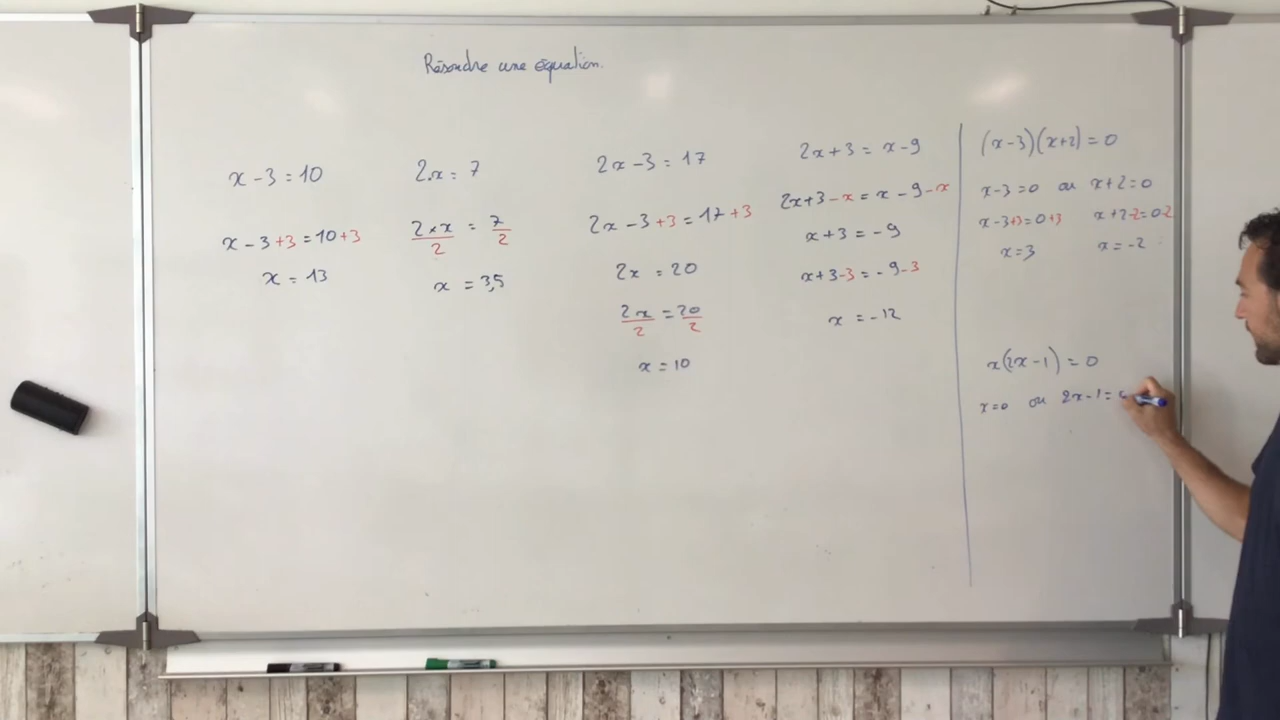 Résoudre une équation.
x - 3 = 10
x - 3 + 3 = 10 + 3
x = 13
2x = 7
2 × x / 2 = 7 / 2
x = 3,5
2x - 3 = 17
2x - 3 + 3 = 17 + 3
2x = 20
2x / 2 = 20 / 2
x = 10
2x + 3 = x - 9
2x + 3 - x = x - 9 - x
x + 3 = -9
x + 3 - 3 = -9 - 3
x = -12
(x - 3)(x + 2) = 0
x - 3 = 0 ou x + 2 = 0
x - 3 + 3 = 0 + 3 x + 2 - 2 = 0 - 2
x = 3 x = -2
x(2x - 1) = 0
x = 0 ou 2x - 1 =